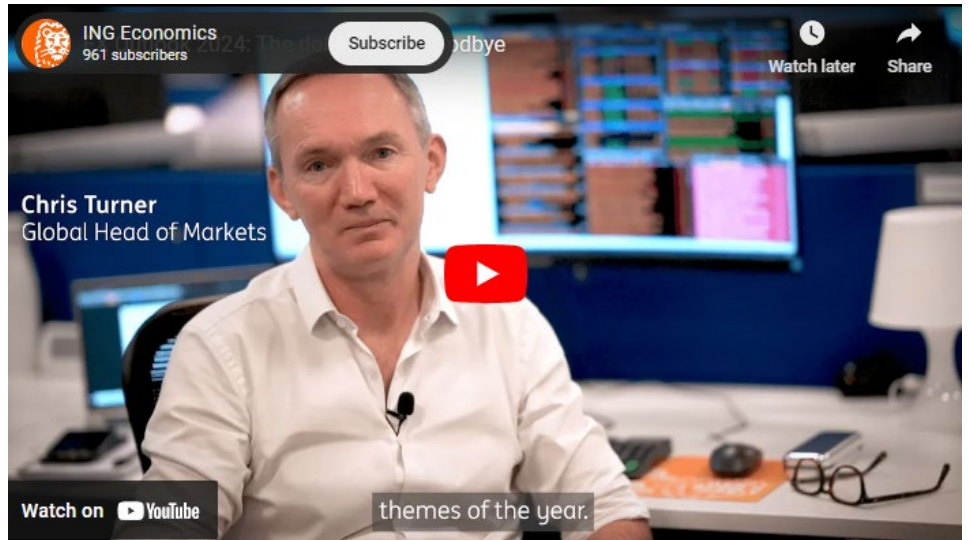 ING Economics
961 subscribers
Subscribe
2024: The do
odbye
Watch later
Share
Chris Turner
Global Head of Markets
themes of the year.
Watch on YouTube